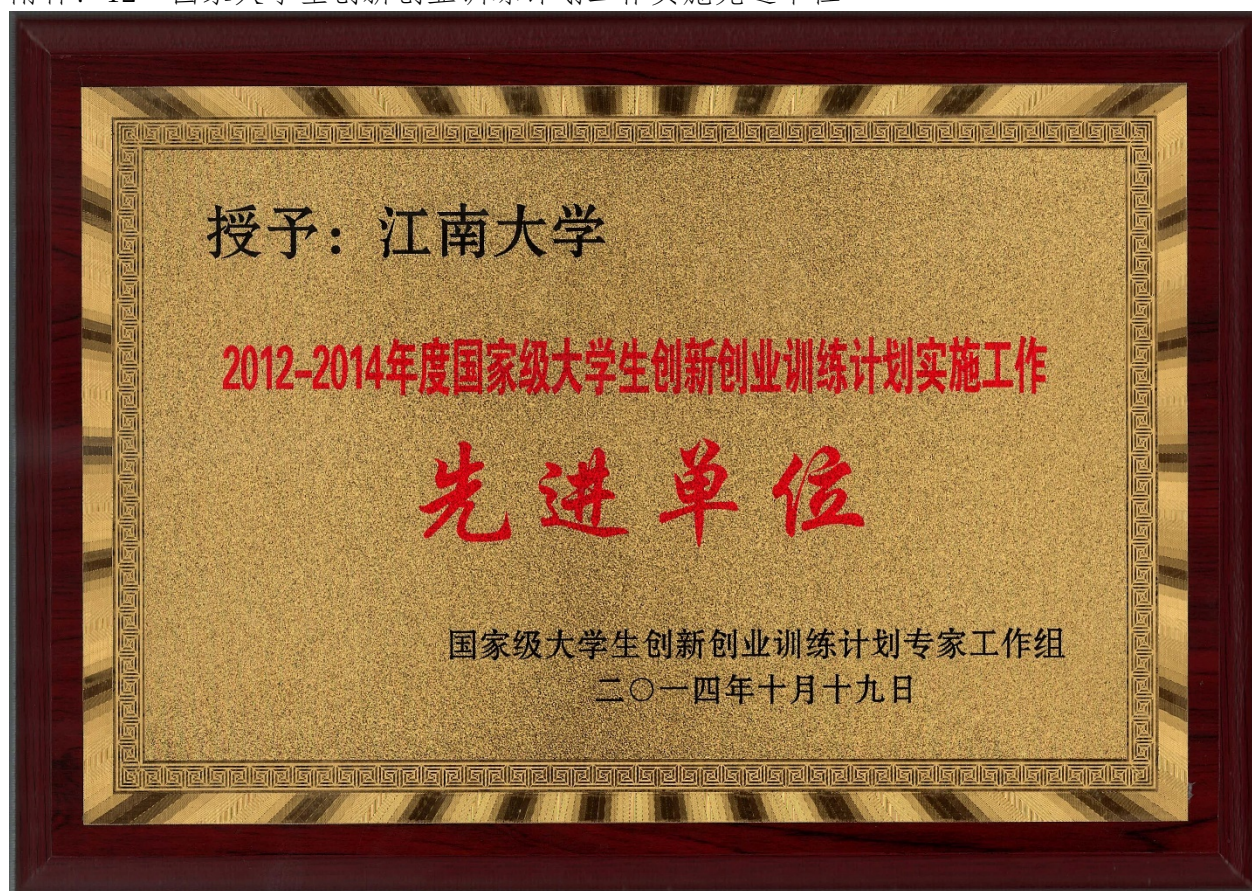 授予：江南大学
2012-2014年度国家级大学生创新创业训练计划实施工作
先进单位
国家级大学生创新创业训练计划专家工作组
二〇一四年十月十九日